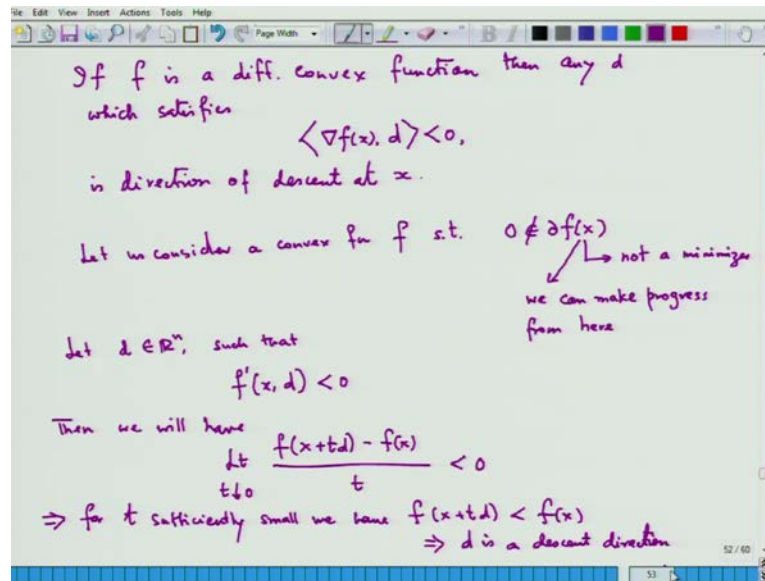 ile Edit View Insert Actions Tools Help
Page Width
B I
If f is a diff. convex function then any d
which satisfies
⟨∇f(x), d⟩ < 0,
is direction of descent at x.
Let us consider a convex fn f s.t. 0 ∉ ∂f(x)
↳ not a minimizer
we can make progress
from here
Let d ∈ ℝⁿ, such that
f'(x, d) < 0
Then we will have
Lt t↓0 (f(x+td) - f(x)) / t < 0
⇒ for t sufficiently small we have f(x+td) < f(x)
⇒ d is a descent direction
52/60
53